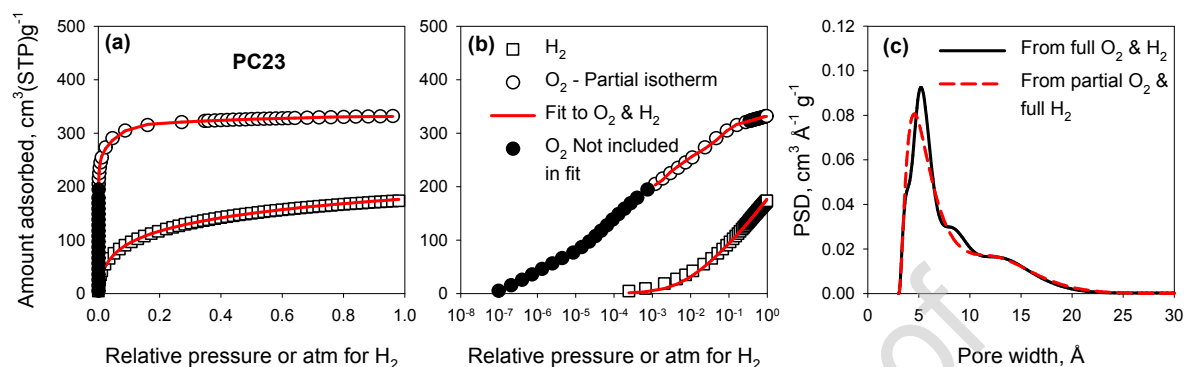 (a)
PC23
Amount adsorbed, cm³(STP)g⁻¹
500
400
300
200
100
0
0.0 0.2 0.4 0.6 0.8 1.0
Relative pressure or atm for H₂
(b)
H₂
O₂ - Partial isotherm
Fit to O₂ & H₂
O₂ Not included
in fit
500
400
300
200
100
0
10⁻⁸ 10⁻⁷ 10⁻⁶ 10⁻⁵ 10⁻⁴ 10⁻³ 10⁻² 10⁻¹ 10⁰
Relative pressure or atm for H₂
(c)
From full O₂ & H₂
From partial O₂ &
full H₂
PSD, cm³ Å⁻¹ g⁻¹
0.12
0.10
0.08
0.06
0.04
0.02
0.00
0 5 10 15 20 25 30
Pore width, Å
of